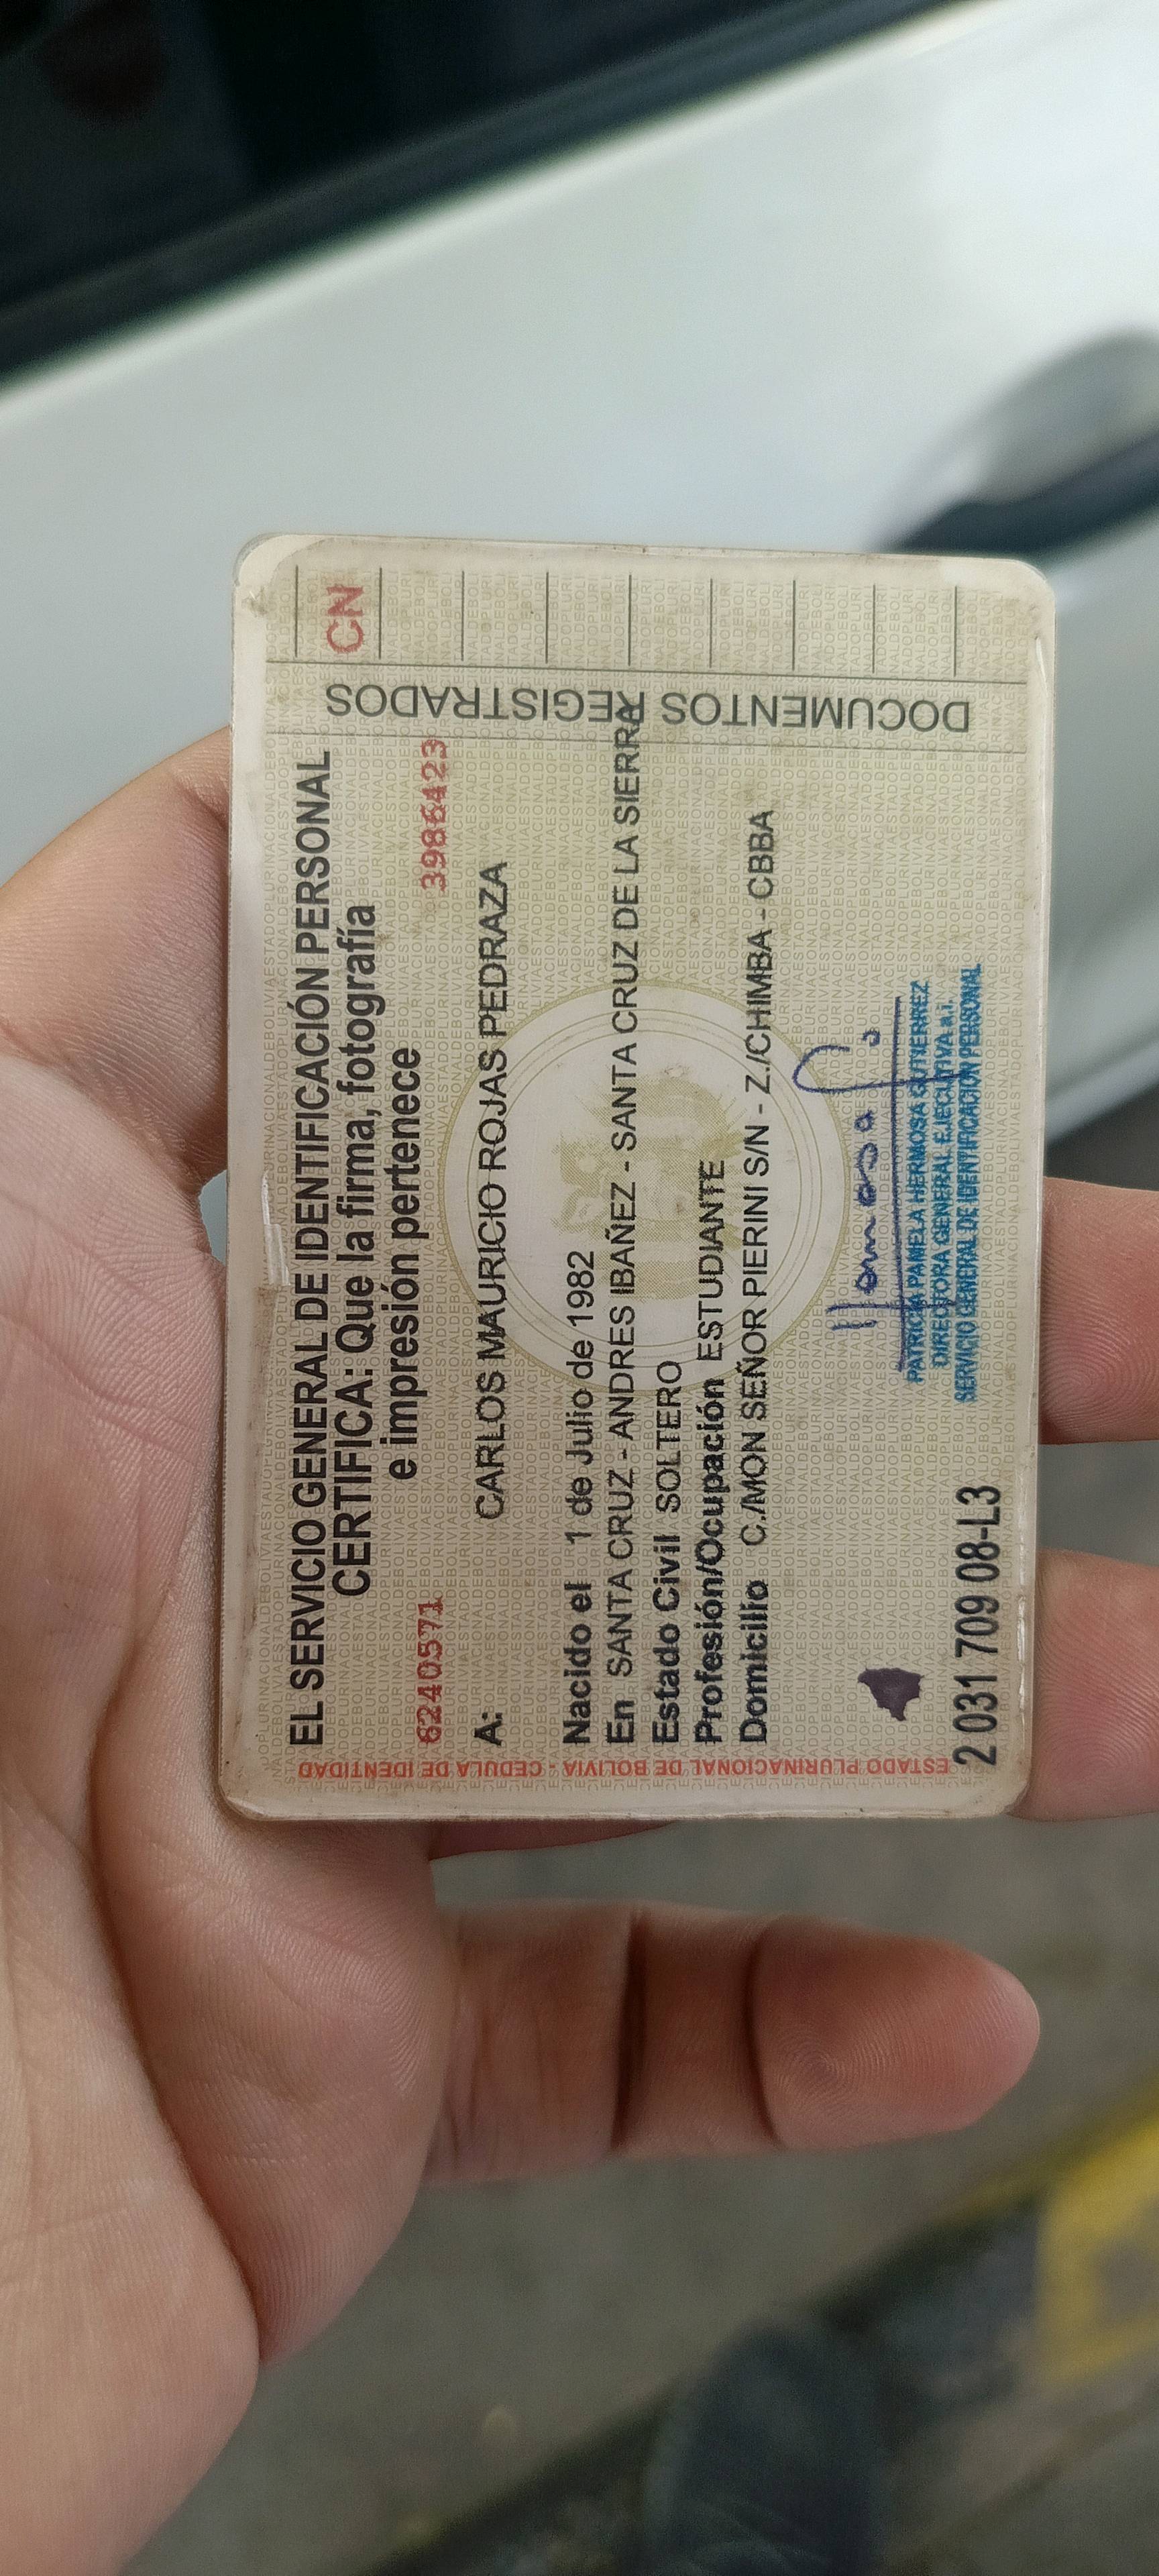 EL SERVICIO GENERAL DE IDENTIFICACIÓN PERSONAL
CERTIFICA: Que la firma, fotografía
e impresión pertenece
6240571 3986423
A: CARLOS MAURICIO ROJAS PEDRAZA
Nacido el 1 de Julio de 1982
En SANTA CRUZ - ANDRES IBAÑEZ - SANTA CRUZ DE LA SIERRA
Estado Civil SOLTERO
Profesión/Ocupación ESTUDIANTE
Domicilio C./MON SEÑOR PIERINI S/N - Z./CHIMBA - CBBA
PATRICIA PAMELA HERMOSA GUTIERREZ
DIRECTORA GENERAL EJECUTIVA a.i.
SERVICIO GENERAL DE IDENTIFICACIÓN PERSONAL
2 031 709 08-L3
ESTADO PLURINACIONAL DE BOLIVIA - CEDULA DE IDENTIDAD
DOCUMENTOS REGISTRADOS
CN